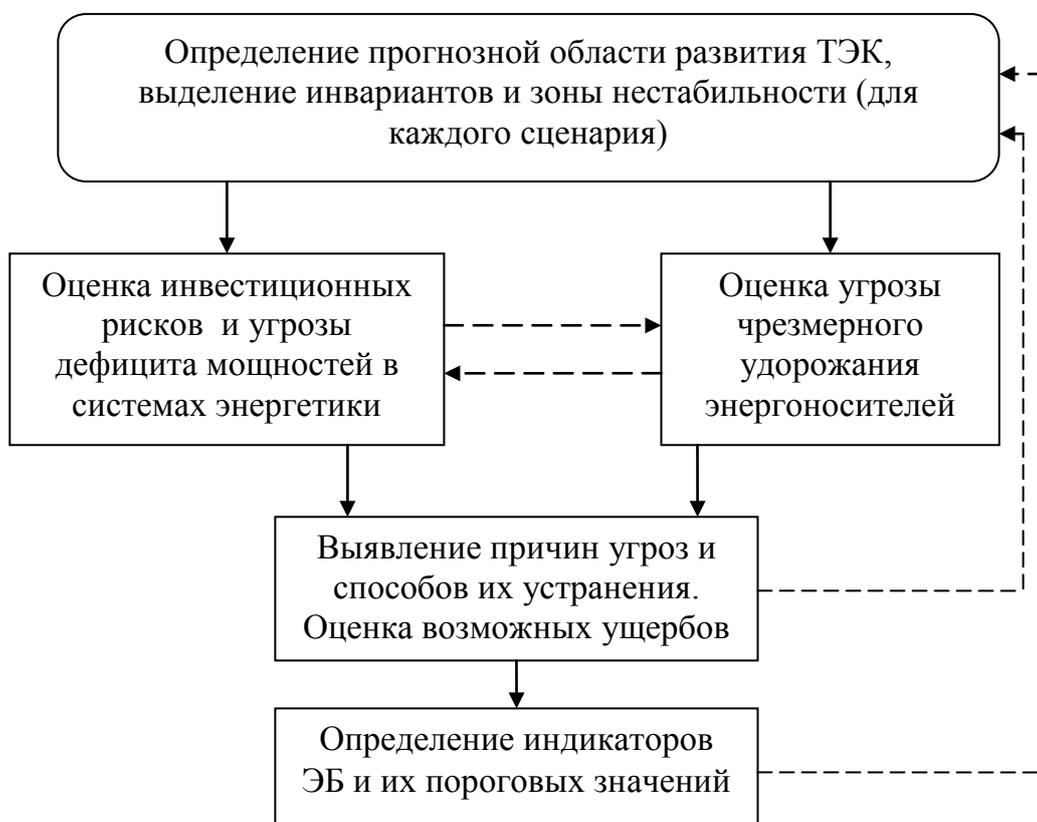 Определение прогнозной области развития ТЭК,
выделение инвариантов и зоны нестабильности (для
каждого сценария)
Оценка инвестиционных
рисков и угрозы
дефицита мощностей в
системах энергетики
Оценка угрозы
чрезмерного
удорожания
энергоносителей
Выявление причин угроз и
способов их устранения.
Оценка возможных ущербов
Определение индикаторов
ЭБ и их пороговых значений